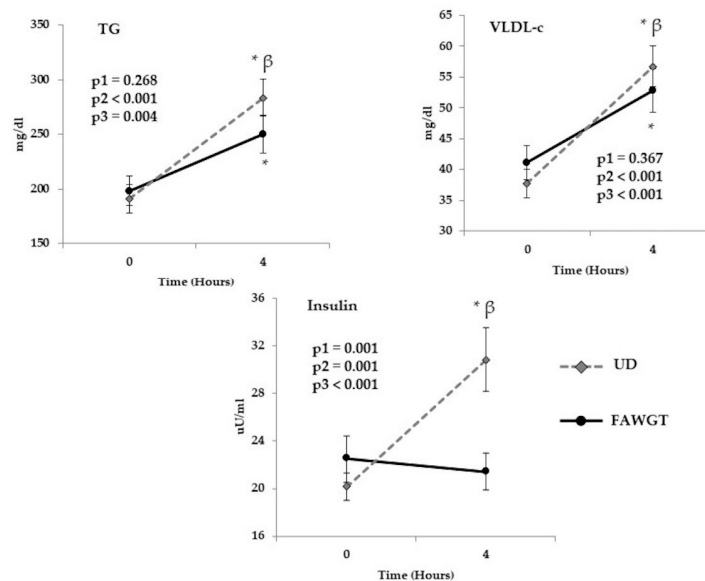 TG
* β
p1 = 0.268
p2 < 0.001
p3 = 0.004
*
mg/dl
350
300
250
200
150
0 4
Time (Hours)
VLDL-c
* β
*
p1 = 0.367
p2 < 0.001
p3 < 0.001
mg/dl
65
60
55
50
45
40
35
30
0 4
Time (Hours)
Insulin
* β
p1 = 0.001
p2 = 0.001
p3 < 0.001
uU/ml
36
32
28
24
20
16
0 4
Time (Hours)
UD
FAWGT